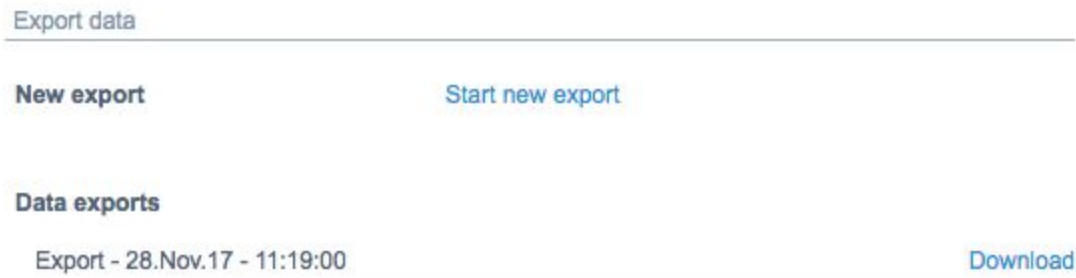 Export data
New export Start new export
Data exports
Export - 28.Nov.17 - 11:19:00 Download